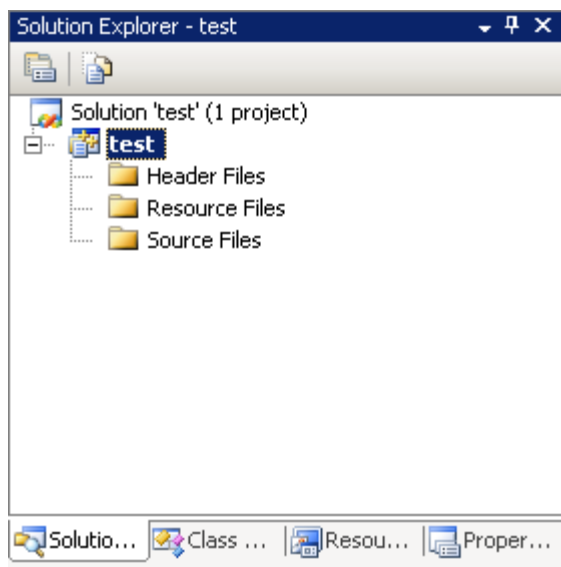 Solution Explorer - test
Solution 'test' (1 project)
test
Header Files
Resource Files
Source Files
Solutio... Class ... Resou... Proper...